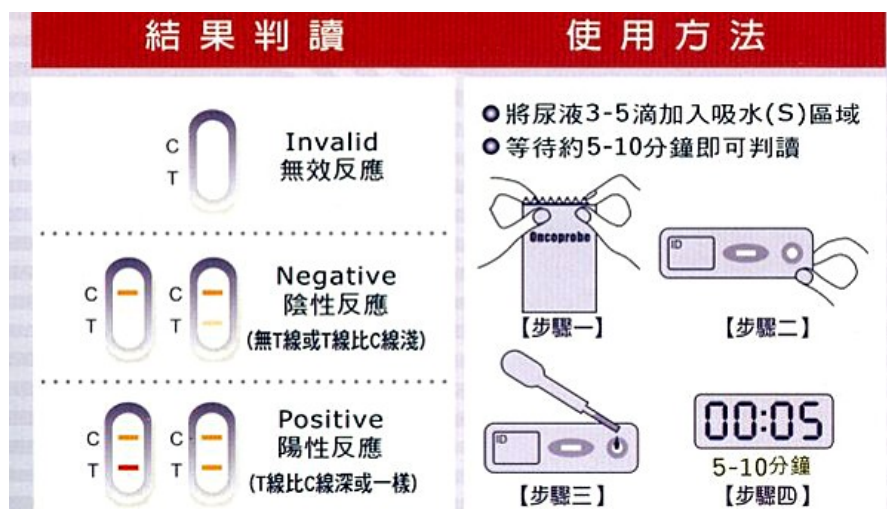 結果判讀
C
T
Invalid
無效反應
C
T
C
T
Negative
陰性反應
(無T線或T線比C線淺)
C
T
C
T
Positive
陽性反應
(T線比C線深或一樣)
使用方法
將尿液3-5滴加入吸水(S)區域
等待約5-10分鐘即可判讀
Oncoprobe
【步驟一】
ID
【步驟二】
ID
【步驟三】
00:05
5-10分鐘
【步驟四】